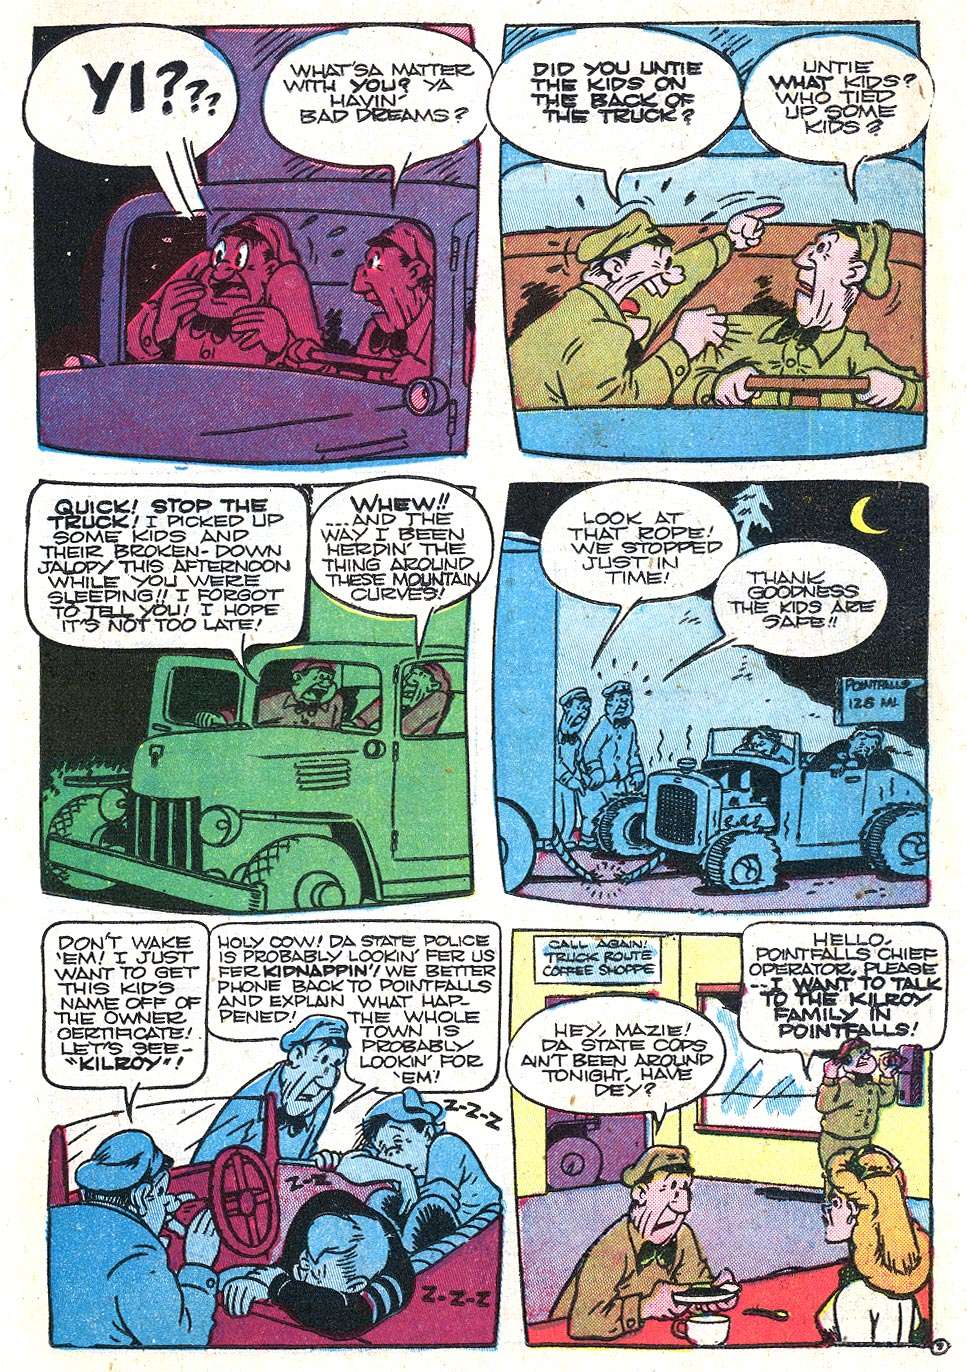 YI???
WHAT'SA MATTER
WITH YOU? YA
HAVIN'
BAD DREAMS?
DID YOU UNTIE
THE KIDS ON
THE BACK OF
THE TRUCK?
UNTIE
WHAT KIDS?
WHO TIED
UP SOME
KIDS?
QUICK! STOP THE
TRUCK! I PICKED UP
SOME KIDS AND
THEIR BROKEN-DOWN
JALOPY THIS AFTERNOON
WHILE YOU WERE
SLEEPING!! I FORGOT
TO TELL YOU! I HOPE
IT'S NOT TOO LATE!
WHEW!!
...AND THE
WAY I BEEN
HERDIN' THE
THING AROUND
THESE MOUNTAIN
CURVES!
LOOK AT
THAT ROPE!
WE STOPPED
JUST IN
TIME!
THANK
GOODNESS
THE KIDS ARE
SAFE!!
POINTFALLS
128 MI.
DON'T WAKE
'EM! I JUST
WANT TO GET
THIS KID'S
NAME OFF OF
THE OWNER
CERTIFICATE!
LET'S SEE-
"KILROY"!
HOLY COW! DA STATE POLICE
IS PROBABLY LOOKIN' FER US
FER KIDNAPPIN'! WE BETTER
PHONE BACK TO POINTFALLS
AND EXPLAIN WHAT HAP-
PENED! THE WHOLE
TOWN IS
PROBABLY
LOOKIN' FOR
'EM!
Z-Z-Z
Z-Z
Z-Z-Z
CALL AGAIN!
TRUCK ROUTE
COFFEE SHOPPE
HEY, MAZIE!
DA STATE COPS
AIN'T BEEN AROUND
TONIGHT, HAVE
DEY?
HELLO,
POINTFALLS CHIEF
OPERATOR, PLEASE
--I WANT TO TALK
TO THE KILROY
FAMILY IN
POINTFALLS!